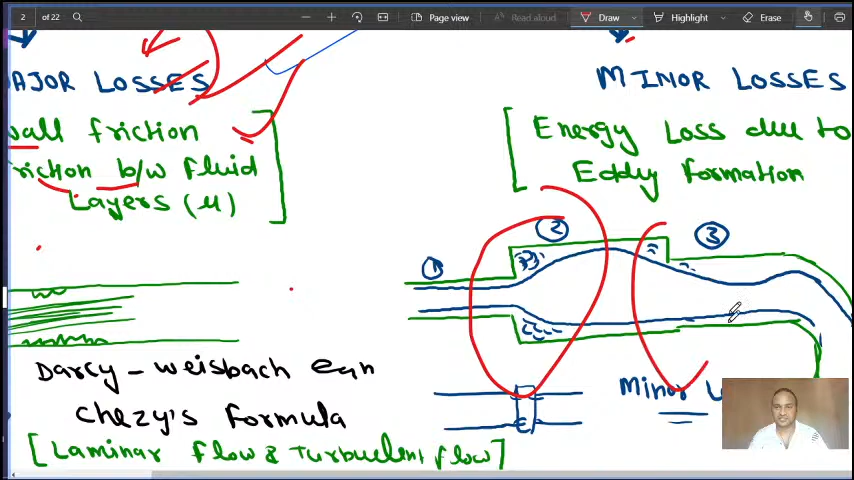 2 of 22
Page view
Read aloud
Draw
Highlight
Erase
AJOR LOSSES
wall friction
riction b/w fluid
Layers (μ)
Darcy - weisbach eqn
Chezy's Formula
[Laminar flow & Turbulent flow]
MINOR LOSSES
Energy Loss due to
Eddy Formation
1
2
3
Minor